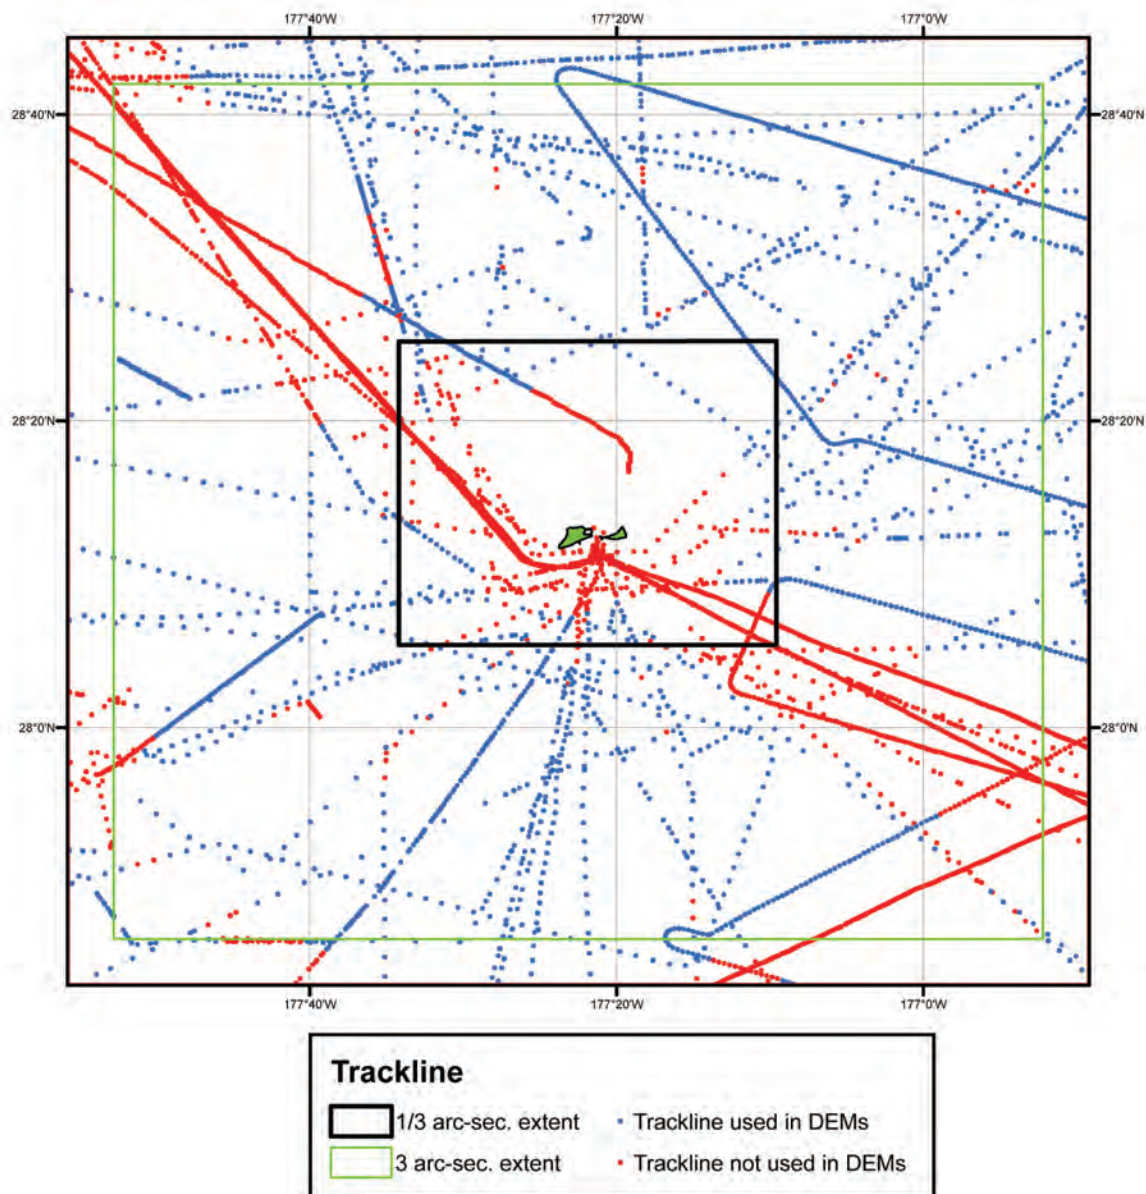 177°40'W 177°20'W 177°0'W
28°40'N 28°40'N
28°20'N 28°20'N
28°0'N 28°0'N
177°40'W 177°20'W 177°0'W
Trackline
1/3 arc-sec. extent Trackline used in DEMs
3 arc-sec. extent Trackline not used in DEMs